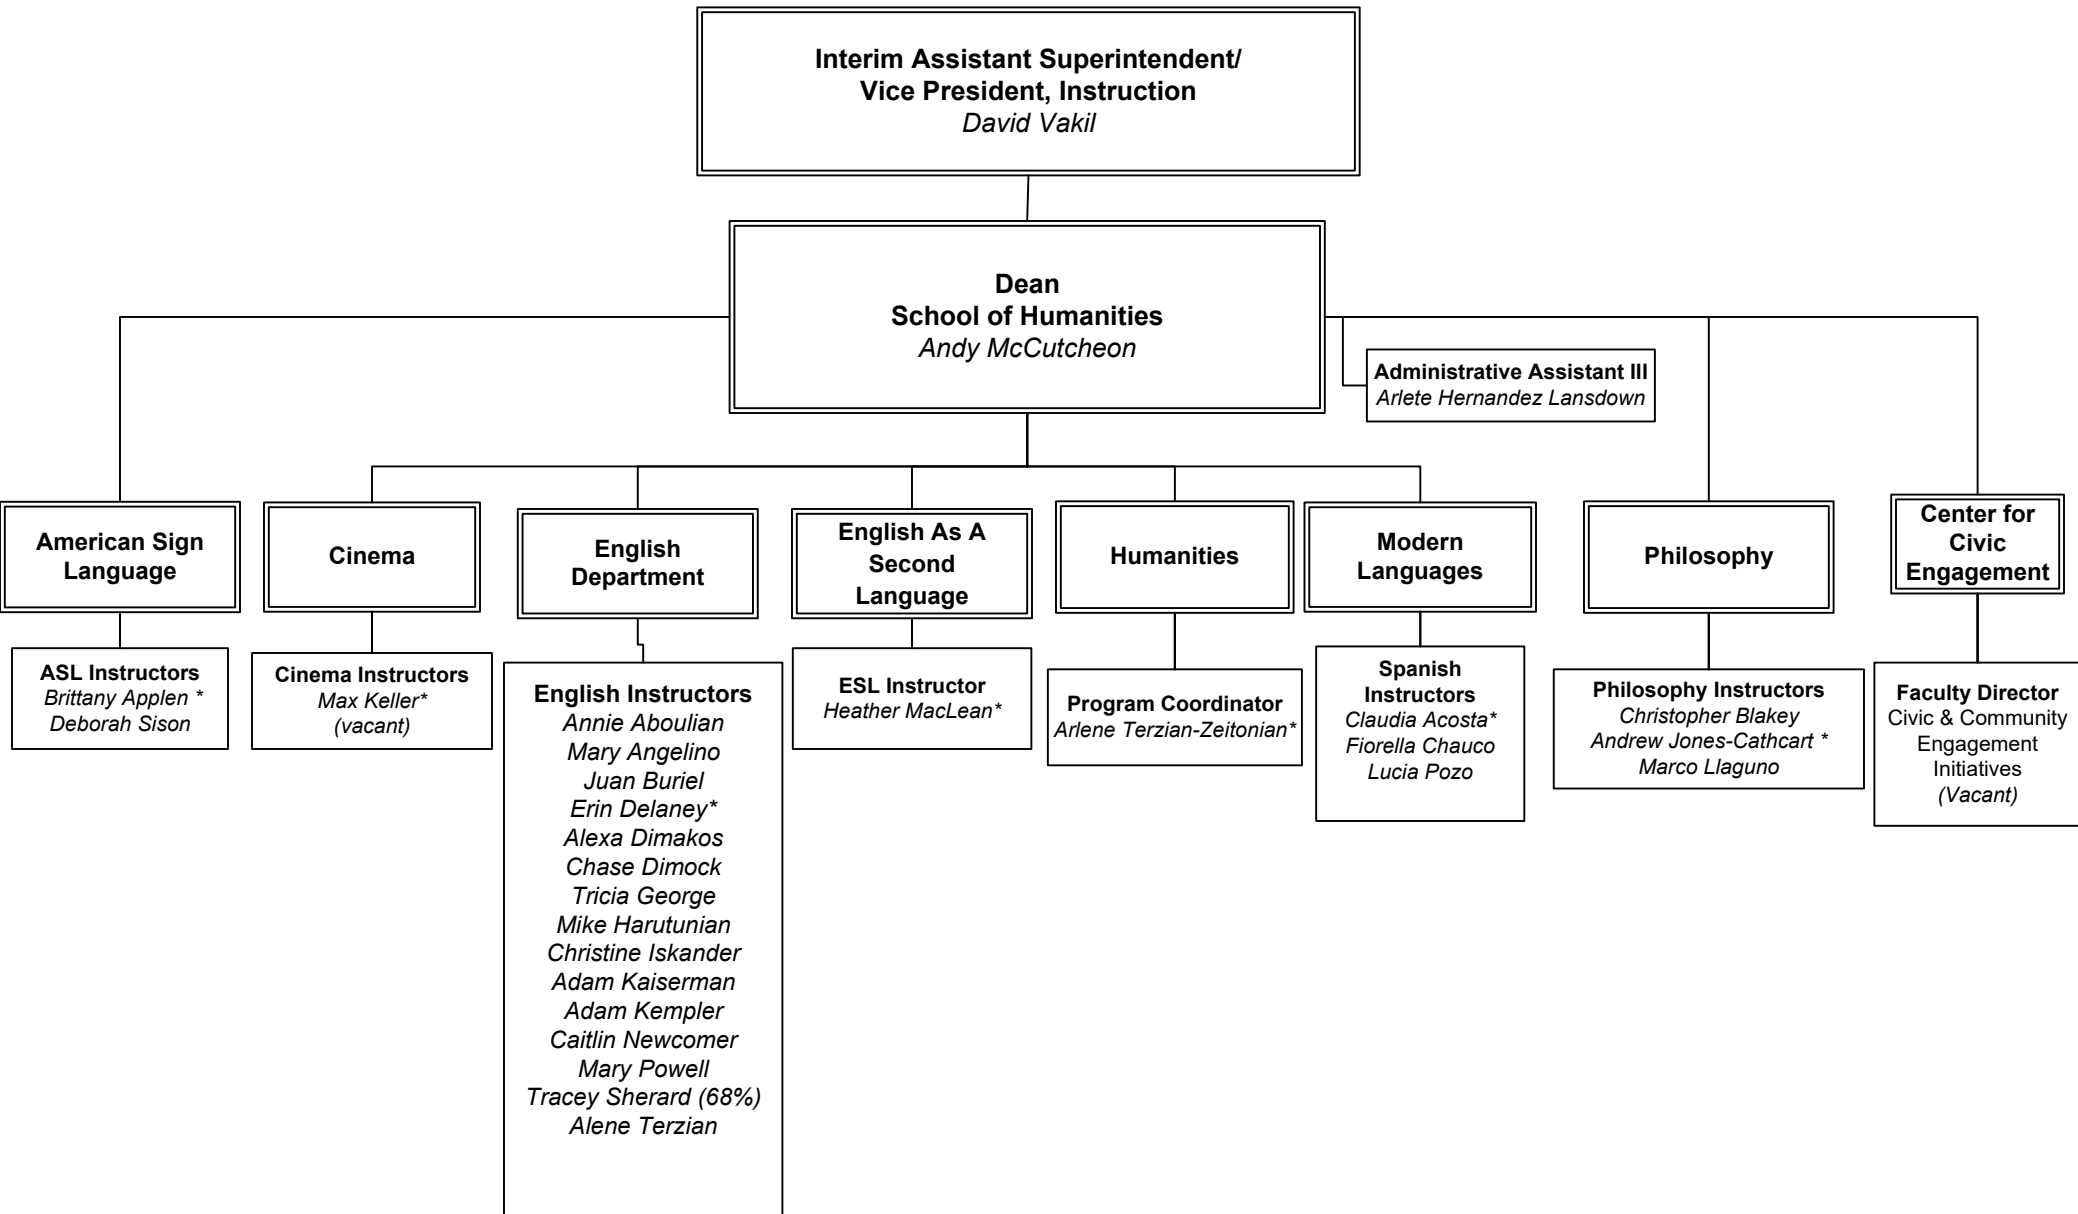 Interim Assistant Superintendent/
Vice President, Instruction
David Vakil
Dean
School of Humanities
Andy McCutcheon
Administrative Assistant III
Arlete Hernandez Lansdown
American Sign
Language
ASL Instructors
Brittany Applen *
Deborah Sison
Cinema
Cinema Instructors
Max Keller*
(vacant)
English
Department
English Instructors
Annie Aboulian
Mary Angelino
Juan Buriel
Erin Delaney*
Alexa Dimakos
Chase Dimock
Tricia George
Mike Harutunian
Christine Iskander
Adam Kaiserman
Adam Kempler
Caitlin Newcomer
Mary Powell
Tracey Sherard (68%)
Alene Terzian
English As A
Second
Language
ESL Instructor
Heather MacLean*
Humanities
Program Coordinator
Arlene Terzian-Zeitonian*
Modern
Languages
Spanish
Instructors
Claudia Acosta*
Fiorella Chauco
Lucia Pozo
Philosophy
Philosophy Instructors
Christopher Blakey
Andrew Jones-Cathcart *
Marco Llaguno
Center for
Civic
Engagement
Faculty Director
Civic & Community
Engagement
Initiatives
(Vacant)